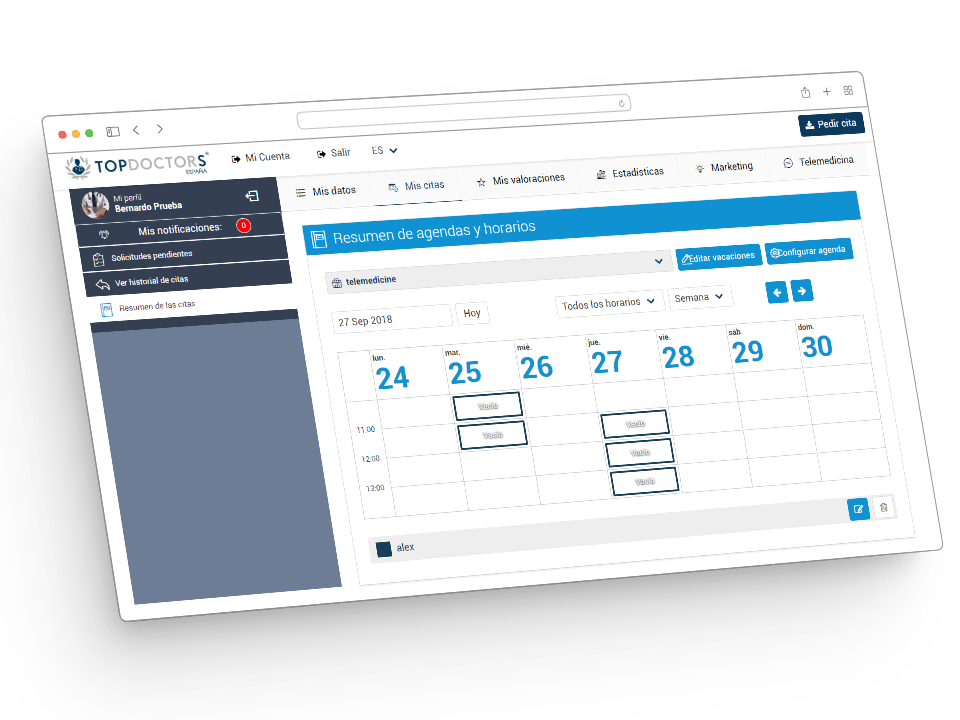 Pedir cita
TOPDOCTORS
ESPAÑA
Mi Cuenta
Salir
ES
Mi perfil
Bernardo Prueba
Mis notificaciones: 0
Solicitudes pendientes
Ver historial de citas
Resumen de las citas
Mis datos
Mis citas
Mis valoraciones
Estadísticas
Marketing
Telemedicina
Resumen de agendas y horarios
telemedicine
Editar vacaciones
Configurar agenda
27 Sep 2018
Hoy
Todos los horarios
Semana
lun.
24
mar.
25
mié.
26
jue.
27
vie.
28
sáb.
29
dom.
30
11:00
12:00
13:00
Vacío
Vacío
Vacío
Vacío
Vacío
alex